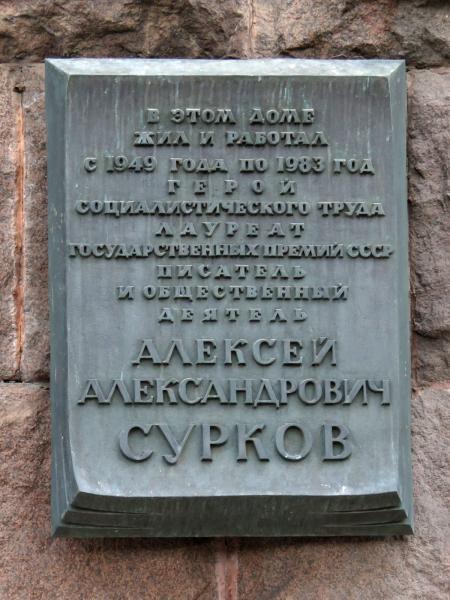 В ЭТОМ ДОМЕ
ЖИЛ И РАБОТАЛ
С 1949 ГОДА ПО 1983 ГОД
ГЕРОЙ
СОЦИАЛИСТИЧЕСКОГО ТРУДА
ЛАУРЕАТ
ГОСУДАРСТВЕННЫХ ПРЕМИЙ СССР
ПИСАТЕЛЬ
И ОБЩЕСТВЕННЫЙ
ДЕЯТЕЛЬ
АЛЕКСЕЙ
АЛЕКСАНДРОВИЧ
СУРКОВ